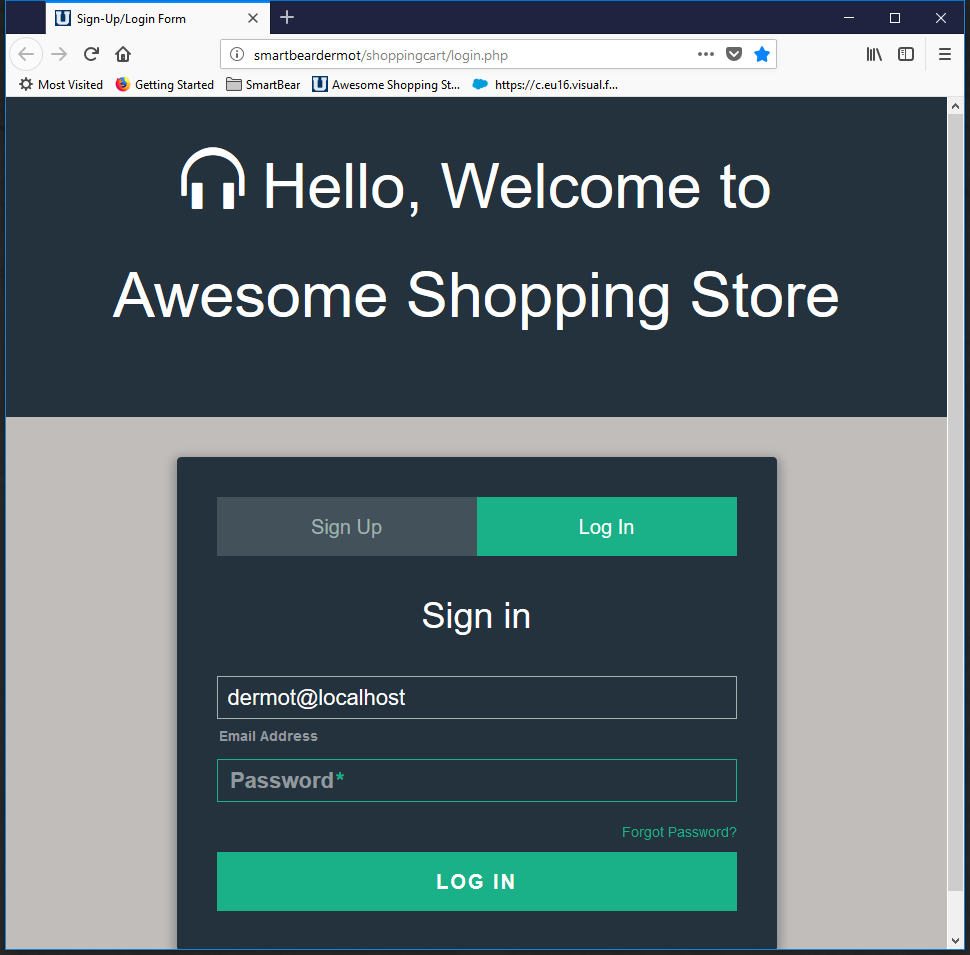 Sign-Up/Login Form
smartbeardermot/shoppingcart/login.php
Most Visited Getting Started SmartBear Awesome Shopping St... https://c.eu16.visual.f...
Hello, Welcome to
Awesome Shopping Store
Sign Up Log In
Sign in
dermot@localhost
Email Address
Password*
Forgot Password?
LOG IN